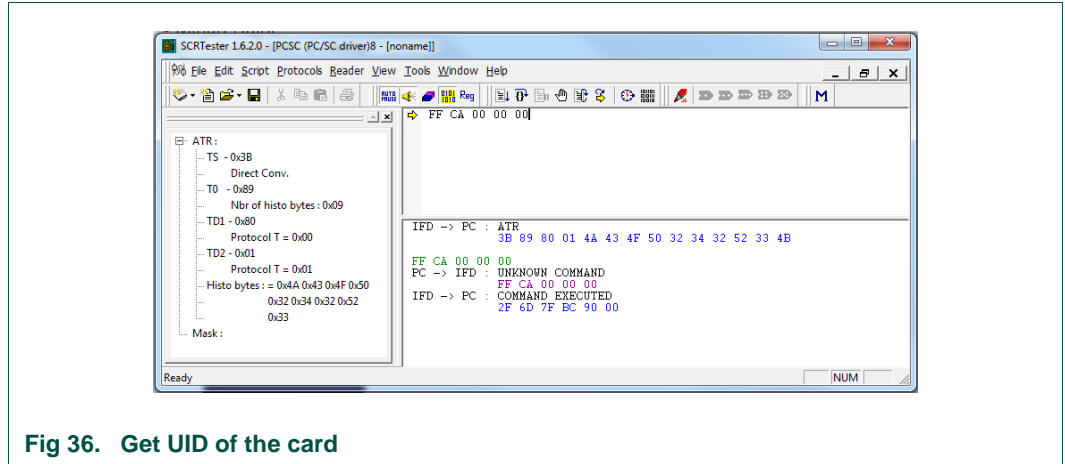 SCRTester 1.6.2.0 - [PCSC (PC/SC driver)8 - [noname]]
File Edit Script Protocols Reader View Tools Window Help
AUTO PAUSE
Reg
M
ATR:
TS - 0x3B
Direct Conv.
T0 - 0x89
Nbr of histo bytes : 0x09
TD1 - 0x80
Protocol T = 0x00
TD2 - 0x01
Protocol T = 0x01
Histo bytes : = 0x4A 0x43 0x4F 0x50
0x32 0x34 0x32 0x52
0x33
Mask :
FF CA 00 00 00
IFD -> PC : ATR
3B 89 80 01 4A 43 4F 50 32 34 32 52 33 4B
FF CA 00 00 00
PC -> IFD : UNKNOWN COMMAND
FF CA 00 00 00
IFD -> PC : COMMAND EXECUTED
2F 6D 7F BC 90 00
Ready
NUM
Fig 36. Get UID of the card